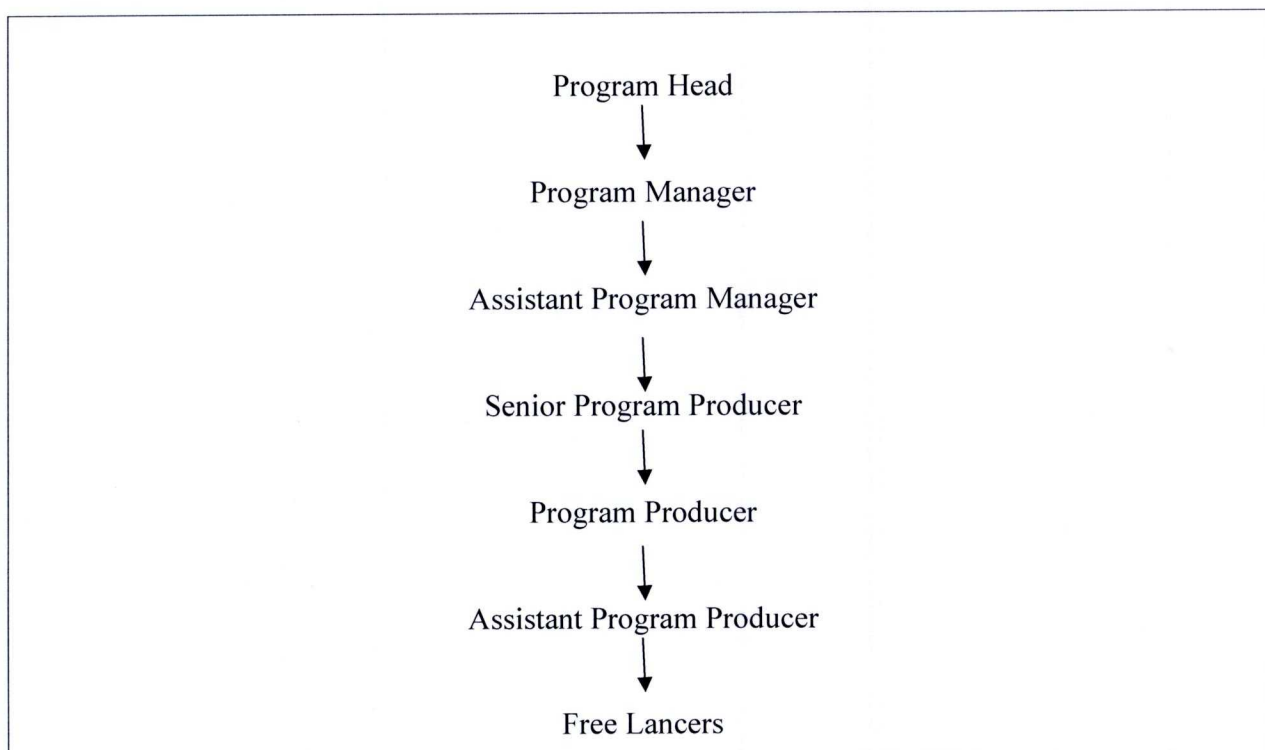 Program Head
Program Manager
Assistant Program Manager
Senior Program Producer
Program Producer
Assistant Program Producer
Free Lancers